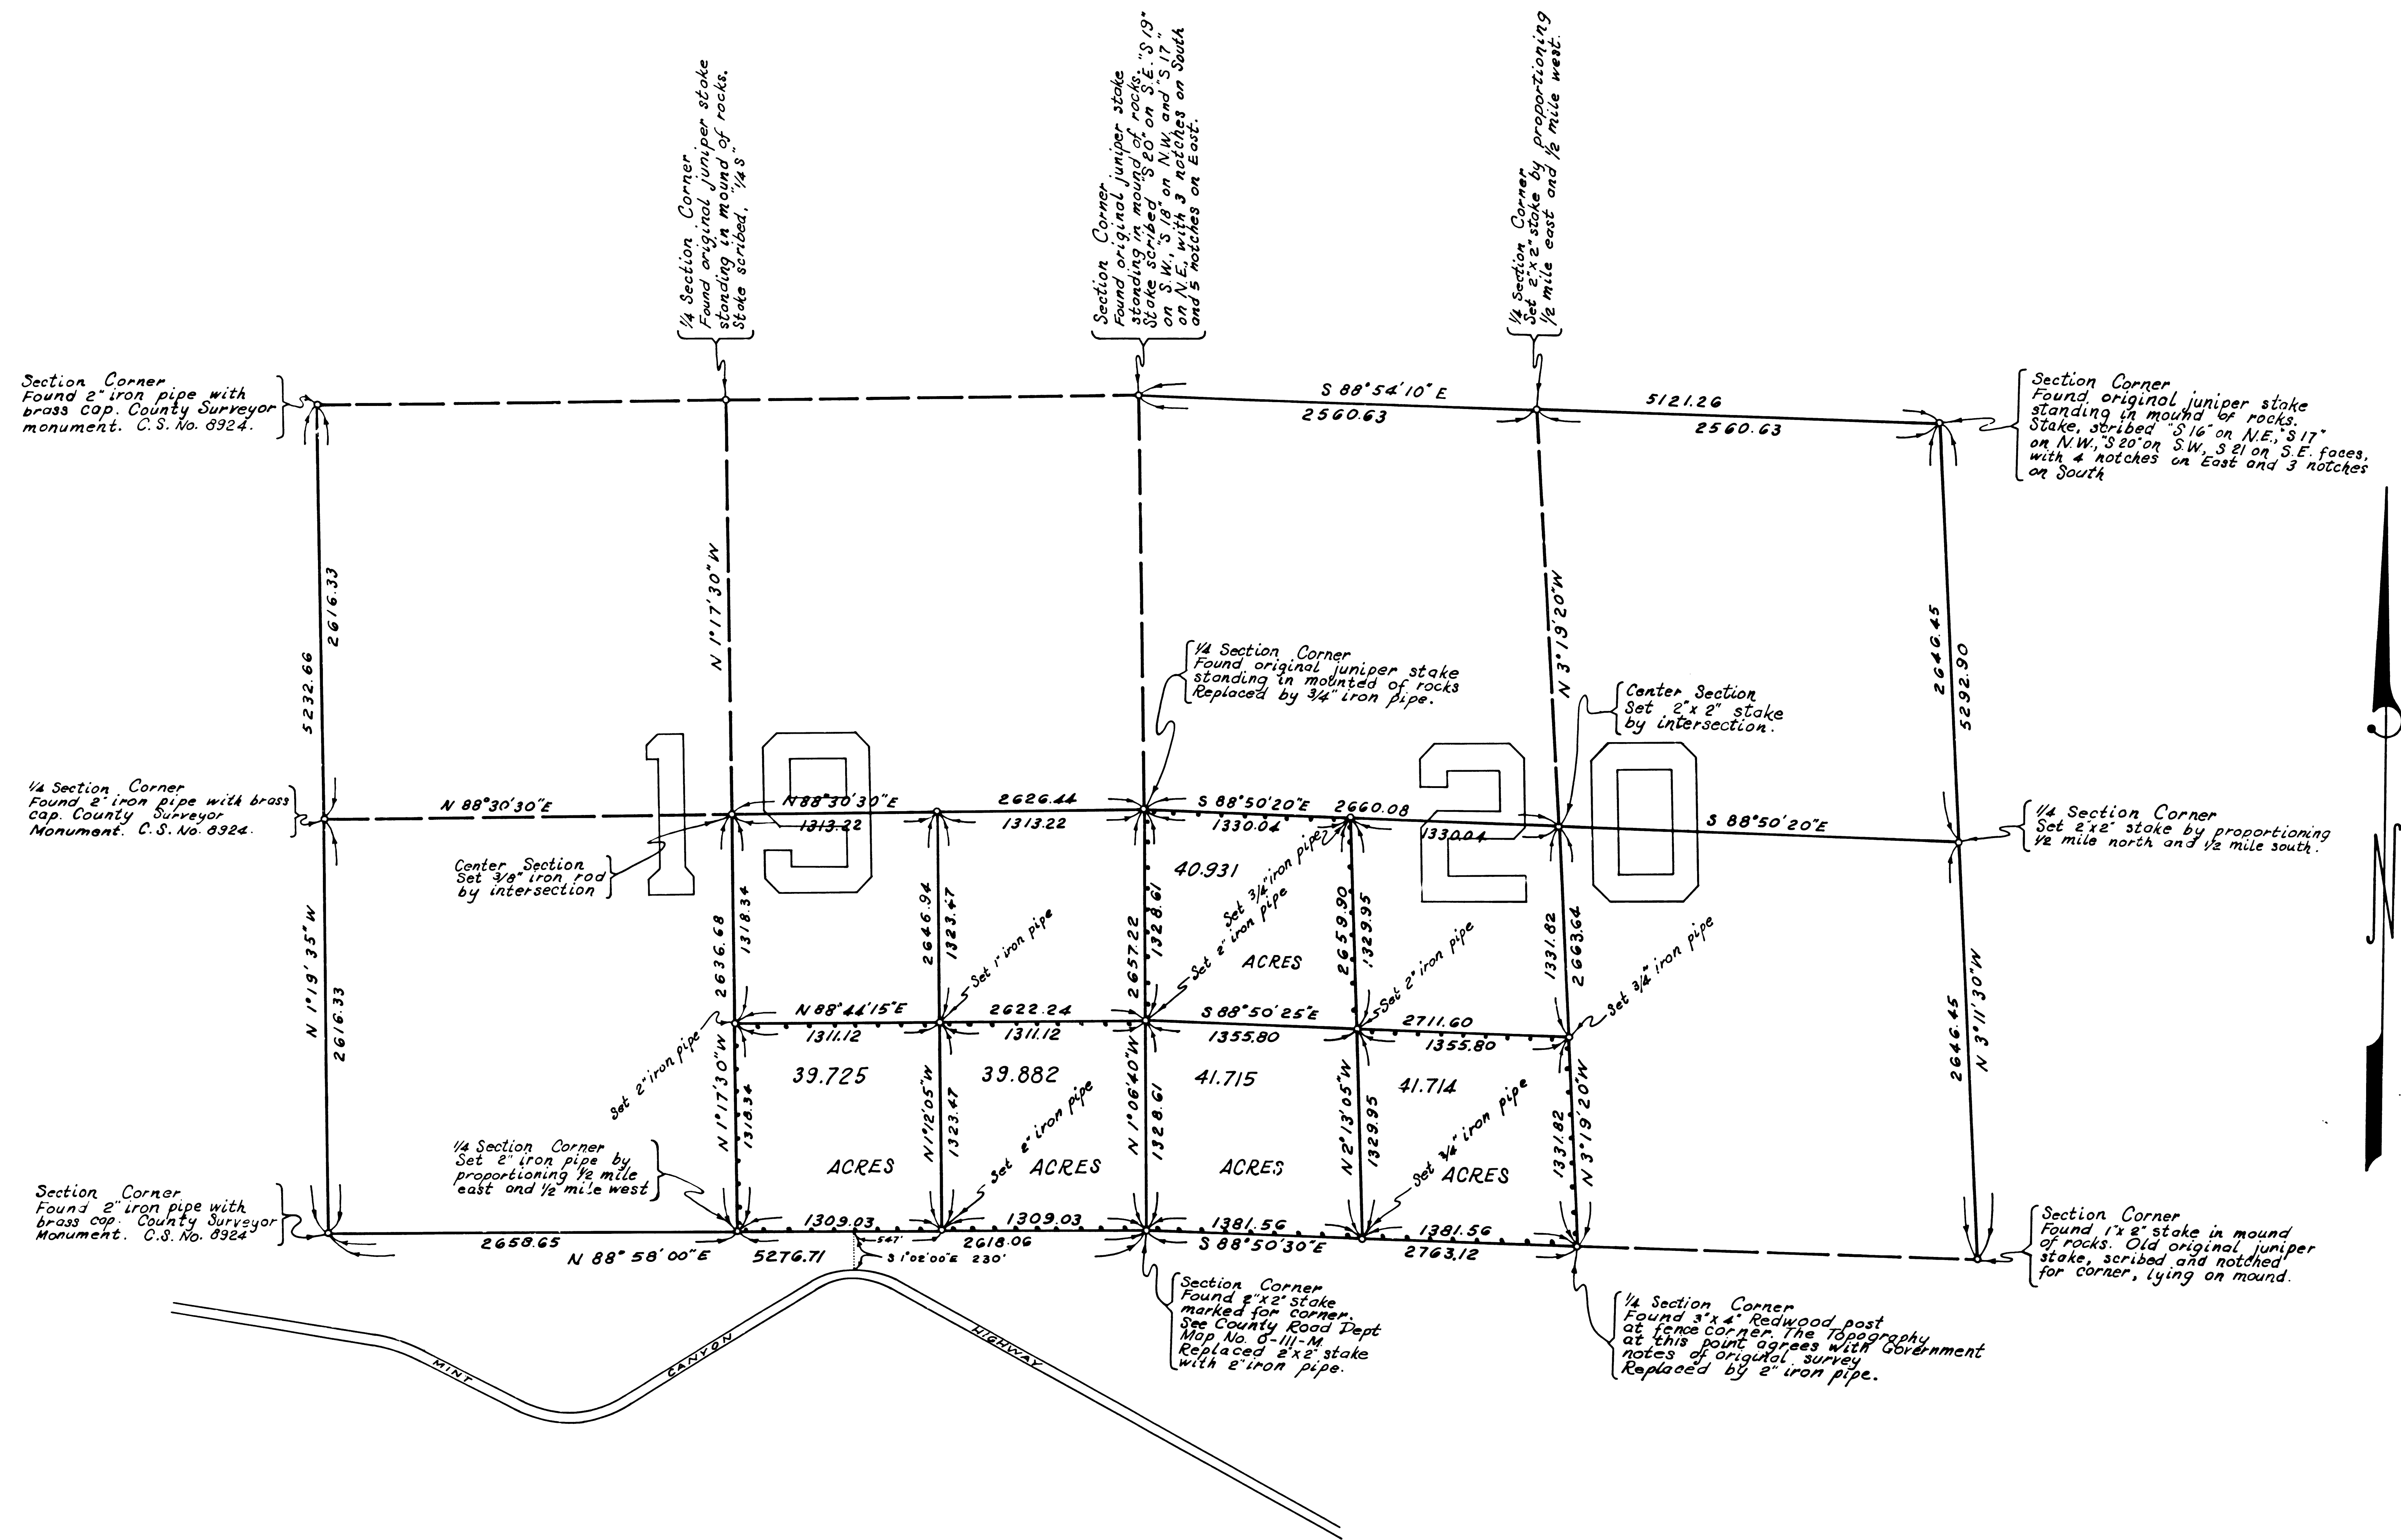 1/4 Section Corner
Found original juniper stake
standing in mound of rocks.
Stake scribed, "1/4 S"
Section Corner
Found original juniper stake
standing in mound of rocks.
Stake scribed "S 20" on S.E. "S 19"
on S.W., "S 18" on N.W. and "S 17"
on N.E., with 3 notches on South
and 5 notches on East.
1/4 Section Corner
Set 2"x 2" stake by proportioning
1/2 mile east and 1/2 mile west.
Section Corner
Found 2" iron pipe with
brass cap. County Surveyor
monument. C.S. No. 8924.
S 88°54'10" E
2560.63
5121.26
2560.63
Section Corner
Found original juniper stake
standing in mound of rocks.
Stake, scribed "S 16" on N.E., "S 17"
on N.W., "S 20" on S.W, S 21 on S.E. faces,
with 4 notches on East and 3 notches
on South
5232.66
2616.33
N 1°17'30" W
N 3°19'20" W
2646.45
5292.90
1/4 Section Corner
Found original juniper stake
standing in mounted of rocks
Replaced by 3/4" iron pipe.
Center Section
Set 2"x 2" stake
by intersection.
19
20
1/4 Section Corner
Found 2" iron pipe with brass
cap. County Surveyor
Monument. C.S. No. 8924.
N 88°30'30" E
N 88°30'30" E
2626.44
1313.22
1313.22
S 88°50'20" E
2660.08
1330.04
1330.04
S 88°50'20" E
1/4 Section Corner
Set 2"x2" stake by proportioning
1/2 mile north and 1/2 mile south.
Center Section
Set 3/8" iron rod
by intersection
40.931
ACRES
N 1°19'35" W
2616.33
2636.68
1318.34
2646.94
1323.47
2657.22
1328.61
2659.90
1329.95
1331.82
2663.64
Set 1" iron pipe
Set 3/4" iron pipe
Set 2" iron pipe
Set 2" iron pipe
Set 3/4" iron pipe
N 88°44'15" E
2622.24
1311.12
1311.12
S 88°50'25" E
2711.60
1355.80
1355.80
Set 2" iron pipe
39.725
ACRES
39.882
ACRES
41.715
ACRES
41.714
ACRES
N 1°17'30" W
1318.34
N 1°12'05" W
1323.47
N 1°06'40" W
1328.61
N 2°13'05" W
1329.95
1331.82
N 3°19'20" W
2646.45
N 3°11'30" W
Set 2" iron pipe
Set 3/4" iron pipe
1/4 Section Corner
Set 2" iron pipe by
proportioning 1/2 mile
east and 1/2 mile west
Section Corner
Found 2" iron pipe with
brass cap. County Surveyor
Monument. C.S. No. 8924
2658.65
N 88° 58' 00" E
5276.71
1309.03
547'
1309.03
2618.06
S 1°02'00" E 230'
1381.56
S 88°50'30" E
1381.56
2763.12
Section Corner
Found 1"x 2" stake in mound
of rocks. Old original juniper
stake, scribed and notched
for corner, lying on mound.
Section Corner
Found 2"x 2" stake
marked for corner.
See County Road Dept
Map No. O-111-M.
Replaced 2"x2" stake
with 2" iron pipe.
1/4 Section Corner
Found 3"x 4" Redwood post
at fence corner. The Topography
at this point agrees with Government
notes of original survey
Replaced by 2" iron pipe.
MINT CANYON HIGHWAY
N